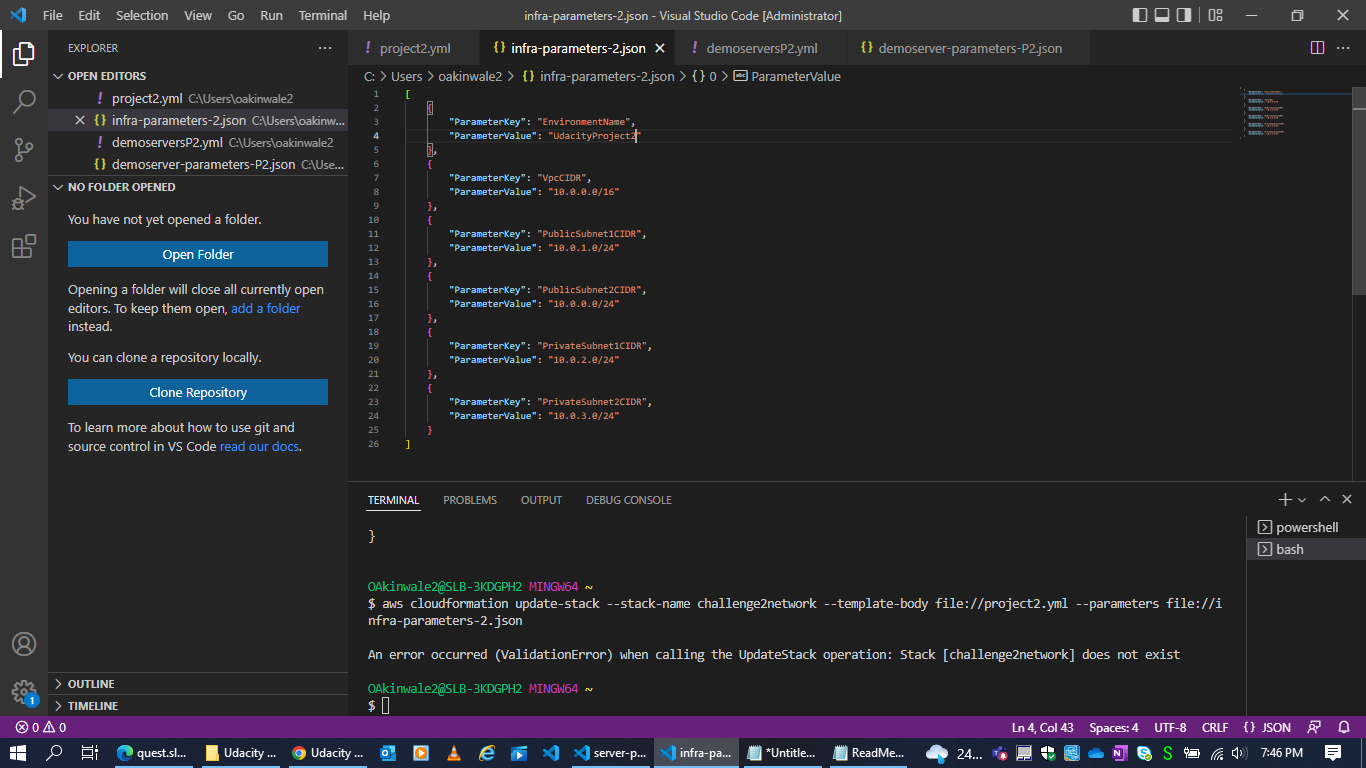 File Edit Selection View Go Run Terminal Help
infra-parameters-2.json - Visual Studio Code [Administrator]
EXPLORER
OPEN EDITORS
project2.yml C:\Users\oakinwale2
infra-parameters-2.json C:\Users\oakinw...
demoserversP2.yml C:\Users\oakinwale2
demoserver-parameters-P2.json C:\Use...
NO FOLDER OPENED
You have not yet opened a folder.
Open Folder
Opening a folder will close all currently open
editors. To keep them open, add a folder
instead.
You can clone a repository locally.
Clone Repository
To learn more about how to use git and
source control in VS Code read our docs.
OUTLINE
TIMELINE
! project2.yml {} infra-parameters-2.json ! demoserversP2.yml {} demoserver-parameters-P2.json
C: > Users > oakinwale2 > {} infra-parameters-2.json > {} 0 > abc ParameterValue
1 [
2 {
3 "ParameterKey": "EnvironmentName",
4 "ParameterValue": "UdacityProject2"
5 },
6 {
7 "ParameterKey": "VpcCIDR",
8 "ParameterValue": "10.0.0.0/16"
9 },
10 {
11 "ParameterKey": "PublicSubnet1CIDR",
12 "ParameterValue": "10.0.1.0/24"
13 },
14 {
15 "ParameterKey": "PublicSubnet2CIDR",
16 "ParameterValue": "10.0.0.0/24"
17 },
18 {
19 "ParameterKey": "PrivateSubnet1CIDR",
20 "ParameterValue": "10.0.2.0/24"
21 },
22 {
23 "ParameterKey": "PrivateSubnet2CIDR",
24 "ParameterValue": "10.0.3.0/24"
25 }
26 ]
TERMINAL PROBLEMS OUTPUT DEBUG CONSOLE
}
OAkinwale2@SLB-3KDGPH2 MINGW64 ~
$ aws cloudformation update-stack --stack-name challenge2network --template-body file://project2.yml --parameters file://i
nfra-parameters-2.json
An error occurred (ValidationError) when calling the UpdateStack operation: Stack [challenge2network] does not exist
OAkinwale2@SLB-3KDGPH2 MINGW64 ~
$
powershell
bash
1
0 0
Ln 4, Col 43 Spaces: 4 UTF-8 CRLF {} JSON
quest.sl... Udacity ... Udacity ... server-p... infra-pa... *Untitle... ReadMe... 24... 7:46 PM